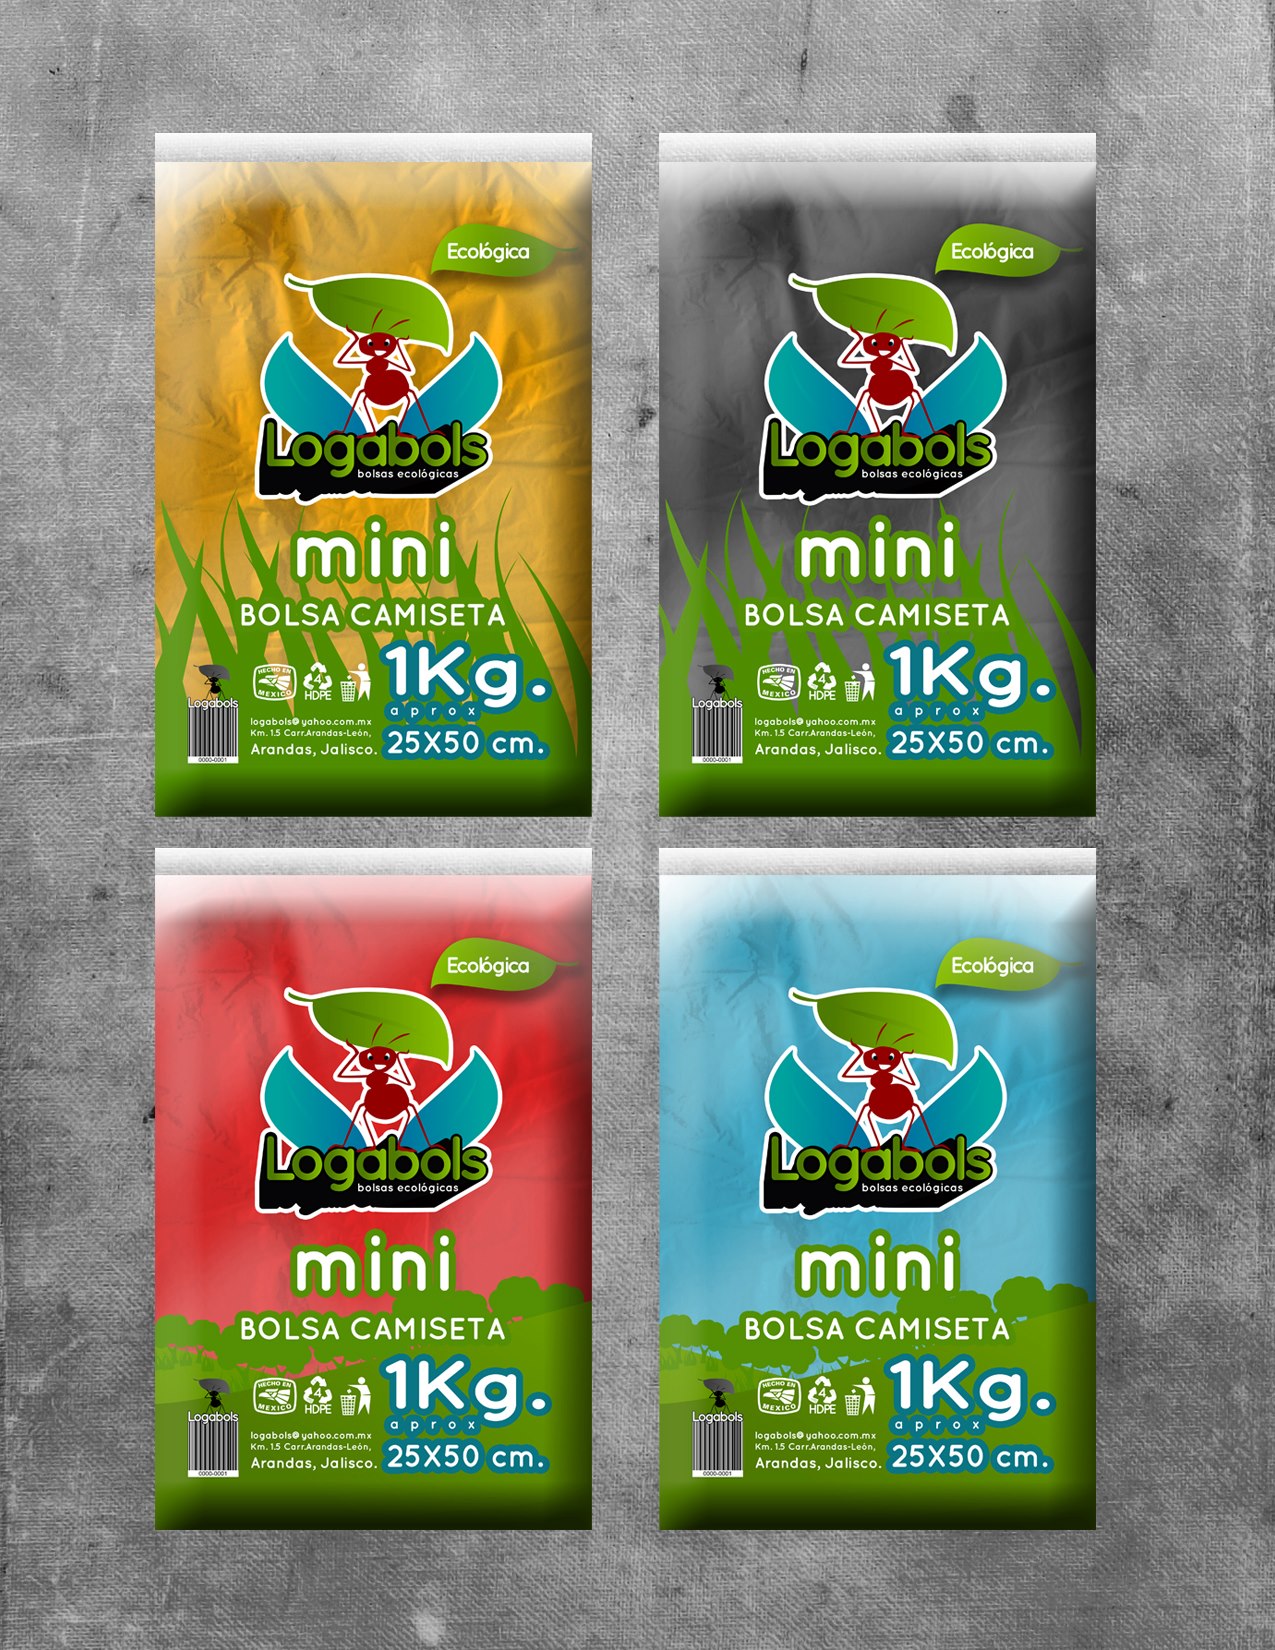 Ecológica
Logabols
bolsas ecológicas
mini
BOLSA CAMISETA
1Kg.
aprox
25X50 cm.
HECHO EN
MEXICO
4
HDPE
Logabols
0000-0001
logabols@yahoo.com.mx
Km. 1.5 Carr.Arandas-León,
Arandas, Jalisco.
Ecológica
Logabols
bolsas ecológicas
mini
BOLSA CAMISETA
1Kg.
aprox
25X50 cm.
HECHO EN
MEXICO
4
HDPE
Logabols
0000-0001
logabols@yahoo.com.mx
Km. 1.5 Carr.Arandas-León,
Arandas, Jalisco.
Ecológica
Logabols
bolsas ecológicas
mini
BOLSA CAMISETA
1Kg.
aprox
25X50 cm.
HECHO EN
MEXICO
4
HDPE
Logabols
0000-0001
logabols@yahoo.com.mx
Km. 1.5 Carr.Arandas-León,
Arandas, Jalisco.
Ecológica
Logabols
bolsas ecológicas
mini
BOLSA CAMISETA
1Kg.
aprox
25X50 cm.
HECHO EN
MEXICO
4
HDPE
Logabols
0000-0001
logabols@yahoo.com.mx
Km. 1.5 Carr.Arandas-León,
Arandas, Jalisco.